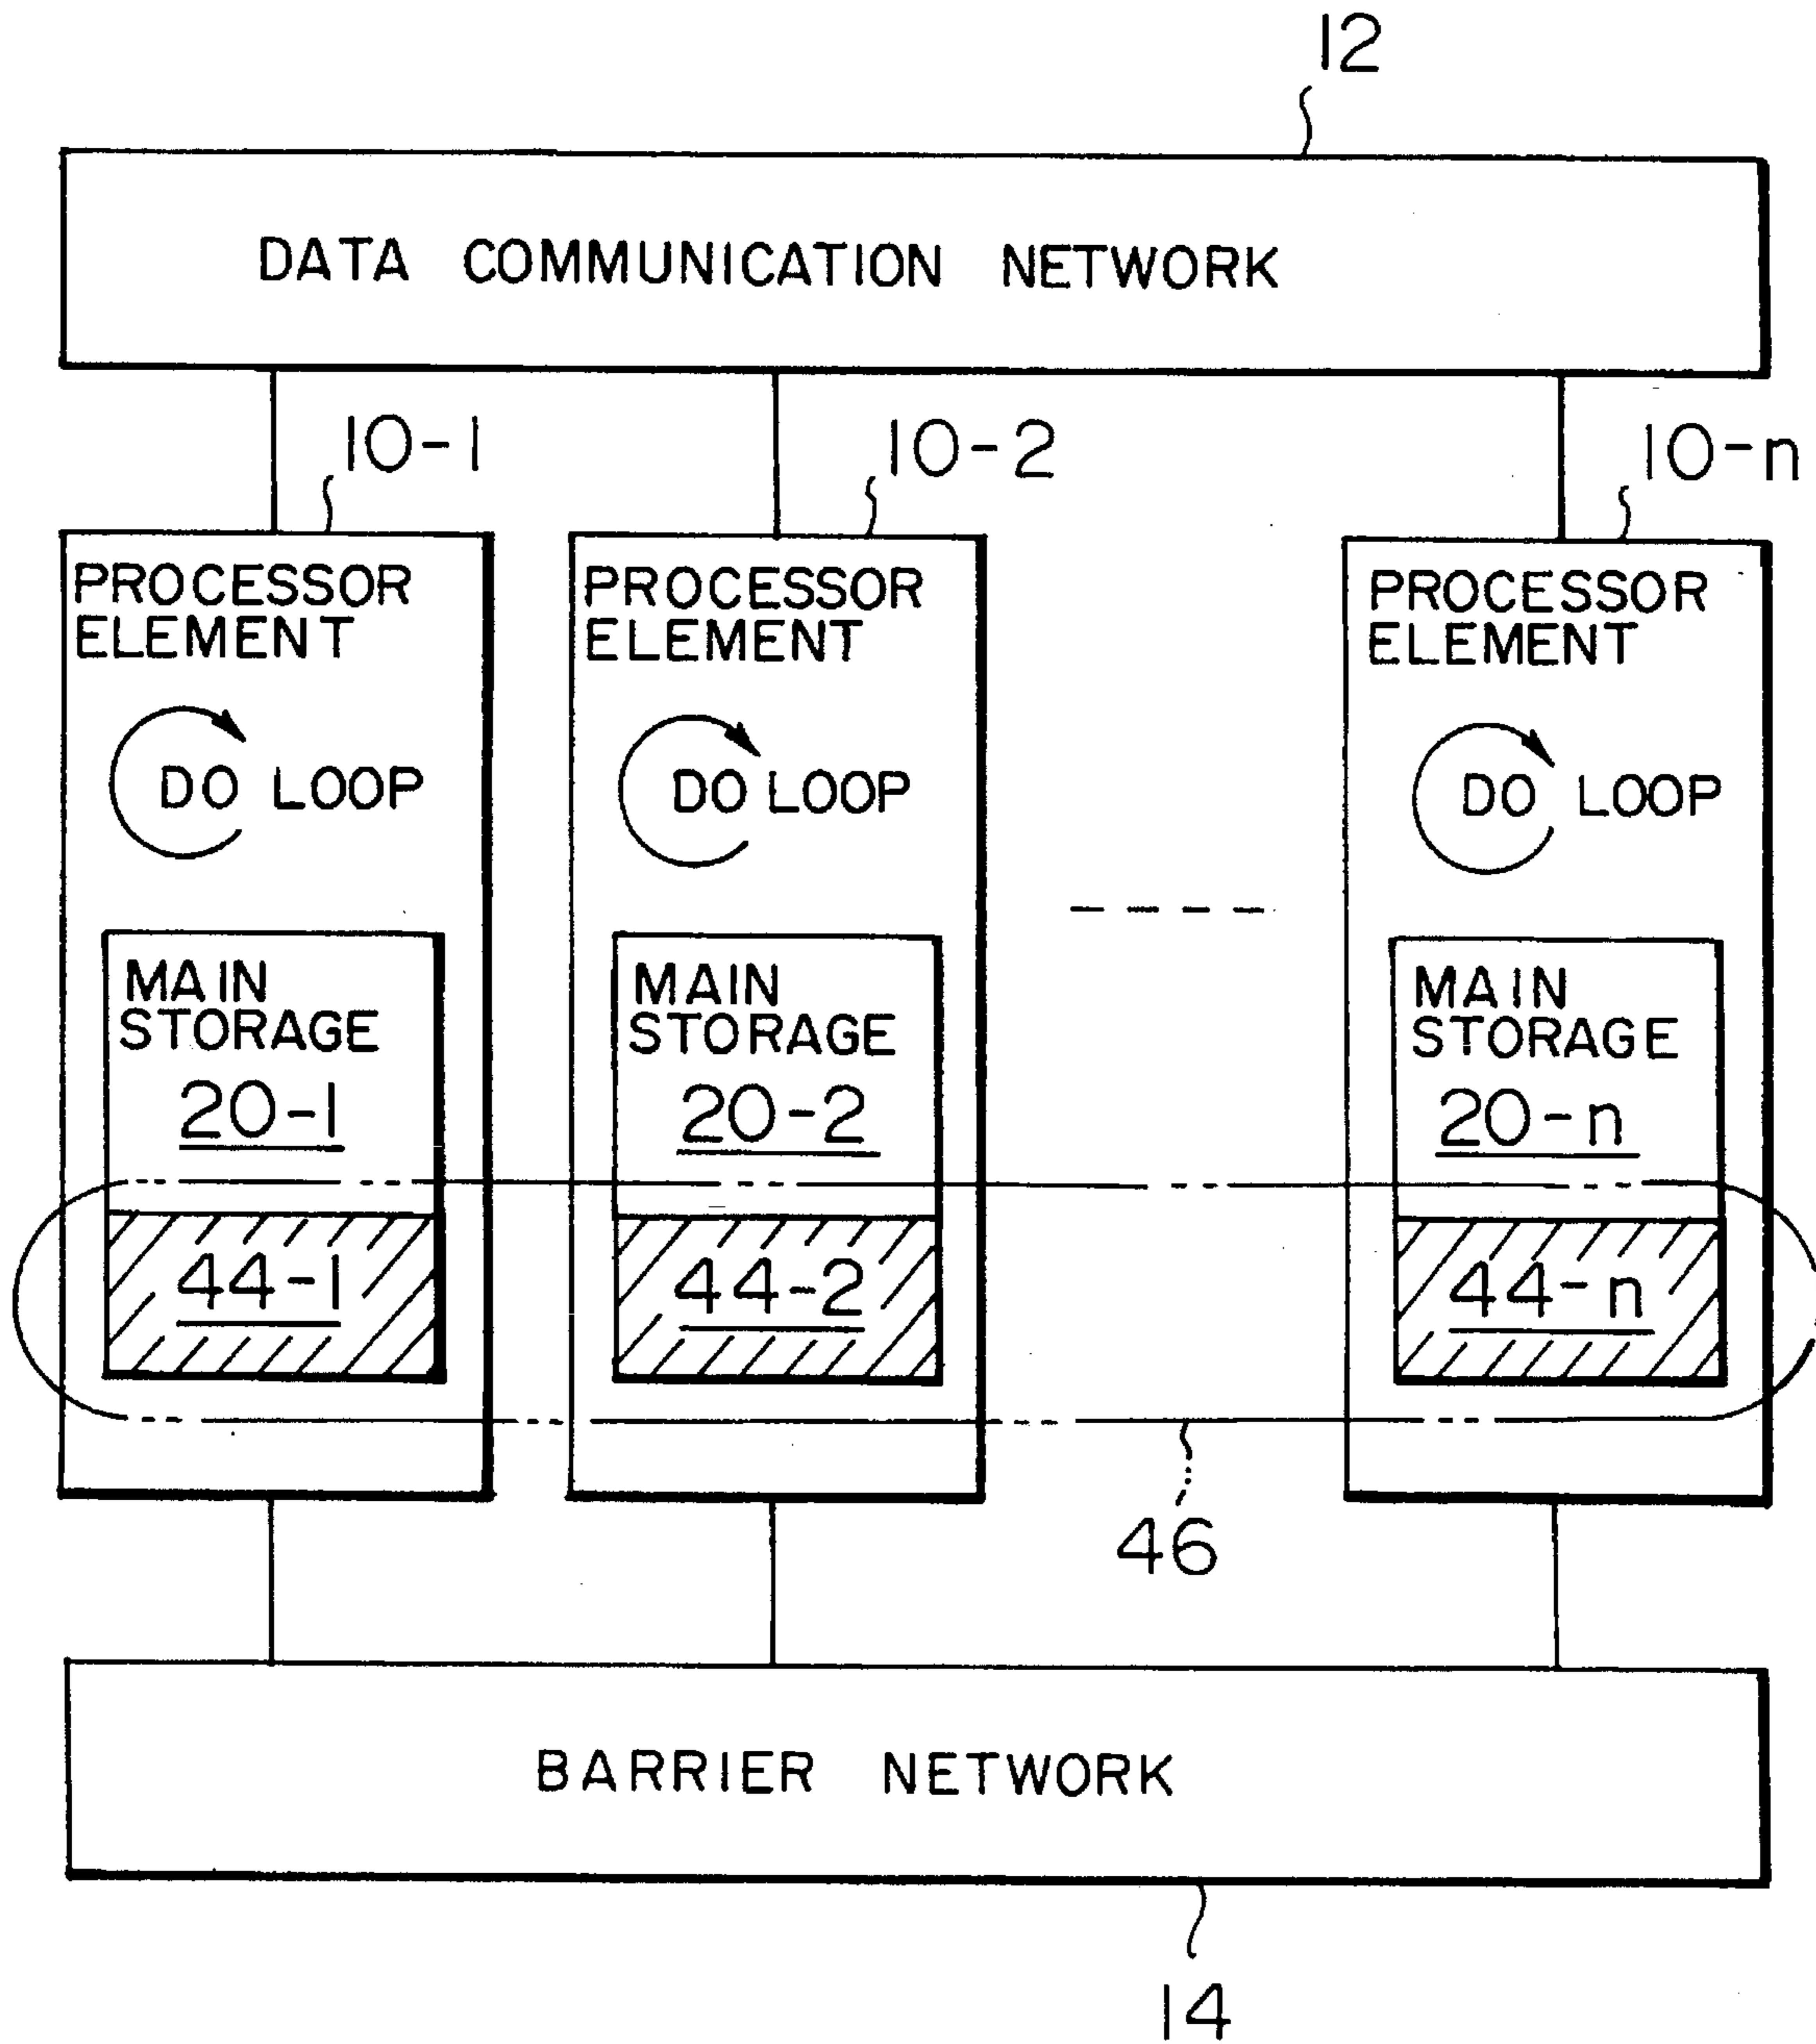 12
DATA COMMUNICATION NETWORK
10-1
10-2
10-n
PROCESSOR
ELEMENT
DO LOOP
MAIN
STORAGE
20-1
44-1
PROCESSOR
ELEMENT
DO LOOP
MAIN
STORAGE
20-2
44-2
PROCESSOR
ELEMENT
DO LOOP
MAIN
STORAGE
20-n
44-n
46
BARRIER NETWORK
14